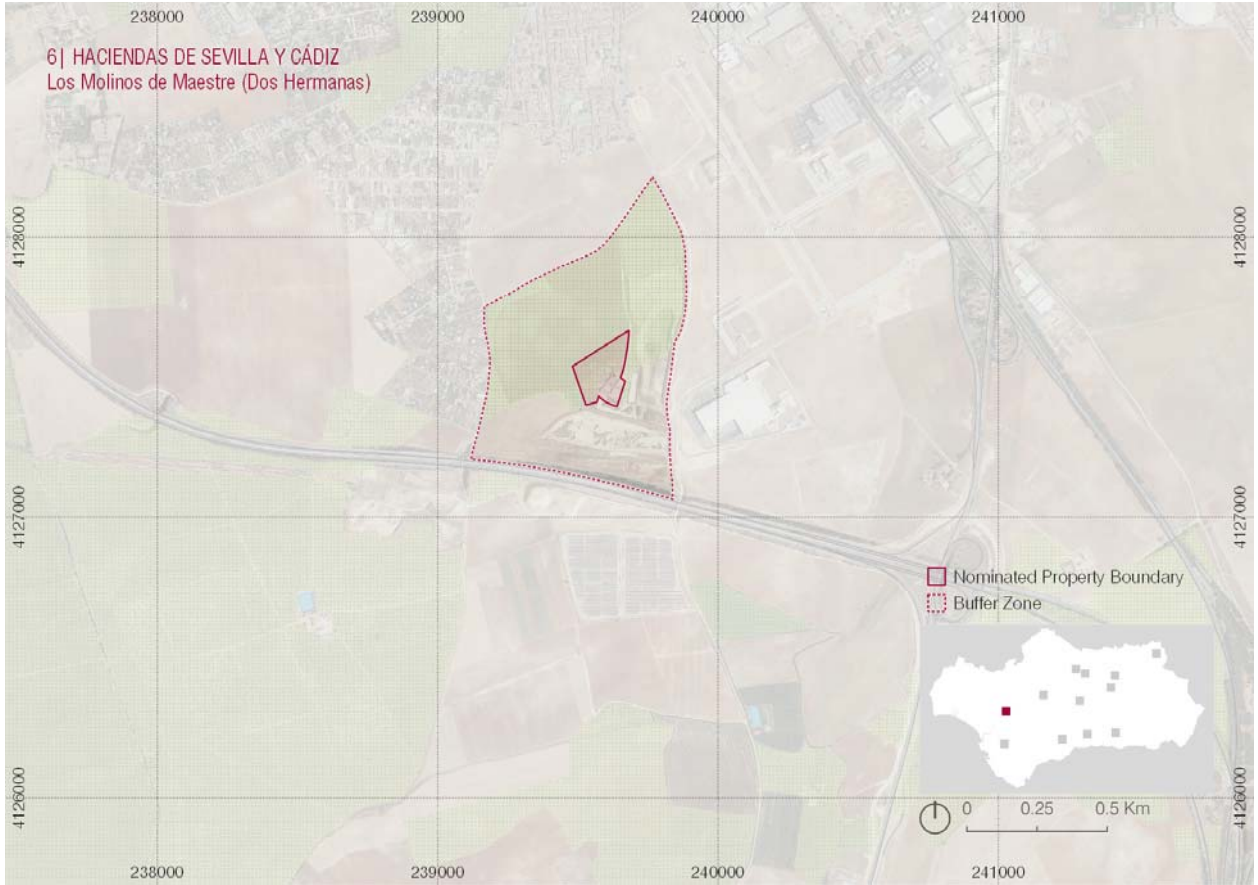 238000
239000
240000
241000
6| HACIENDAS DE SEVILLA Y CÁDIZ
Los Molinos de Maestre (Dos Hermanas)
4128000
4128000
4127000
4127000
Nominated Property Boundary
Buffer Zone
4126000
4126000
0 0.25 0.5 Km
238000
239000
240000
241000